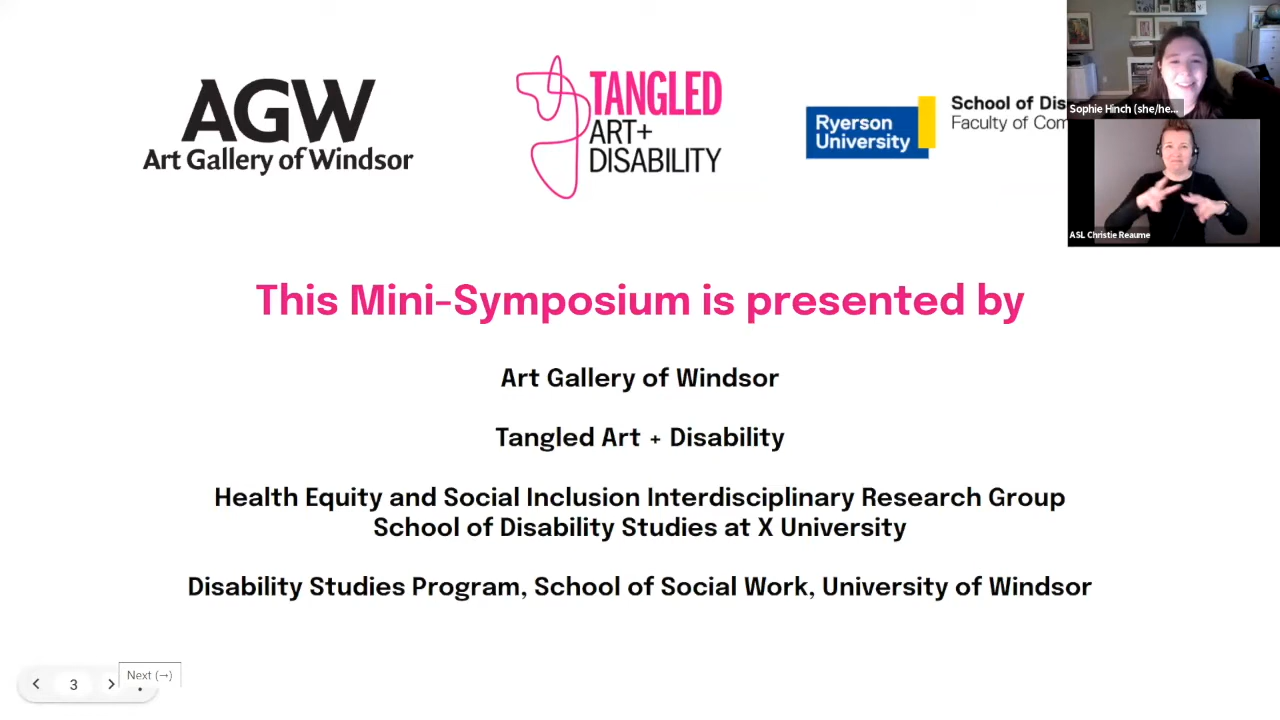 AGW
Art Gallery of Windsor
TANGLED
ART+
DISABILITY
Ryerson
University
School of Dis
Faculty of Com
Sophie Hinch (she/he...
ASL Christie Reaume
This Mini-Symposium is presented by
Art Gallery of Windsor
Tangled Art + Disability
Health Equity and Social Inclusion Interdisciplinary Research Group
School of Disability Studies at X University
Disability Studies Program, School of Social Work, University of Windsor
3
Next (→)